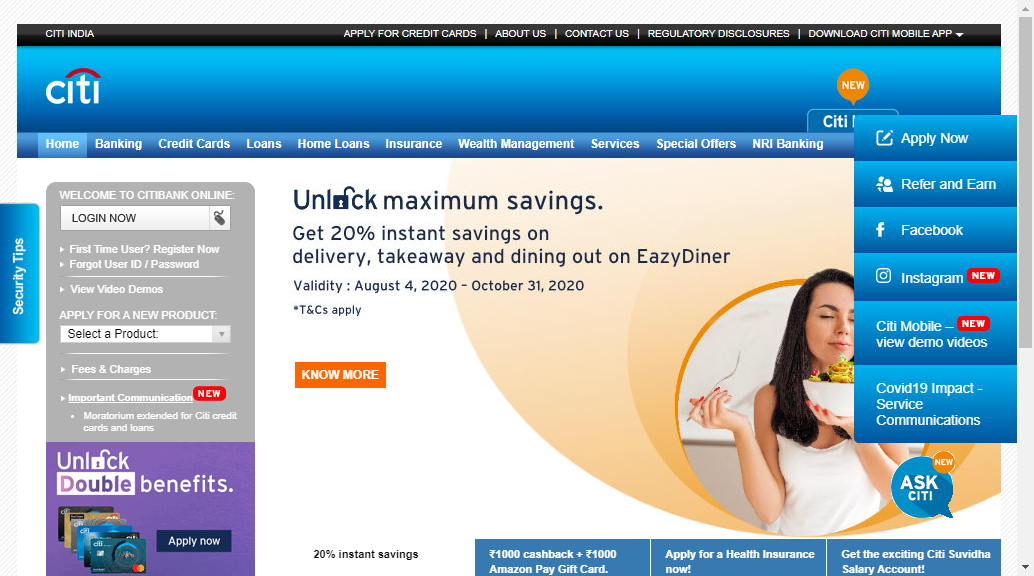 CITI INDIA
APPLY FOR CREDIT CARDS | ABOUT US | CONTACT US | REGULATORY DISCLOSURES | DOWNLOAD CITI MOBILE APP
citi
NEW
Citi
Home Banking Credit Cards Loans Home Loans Insurance Wealth Management Services Special Offers NRI Banking
Apply Now
Refer and Earn
Facebook
Instagram NEW
Citi Mobile – NEW
view demo videos
Covid19 Impact -
Service
Communications
Security Tips
WELCOME TO CITIBANK ONLINE:
LOGIN NOW
First Time User? Register Now
Forgot User ID / Password
View Video Demos
APPLY FOR A NEW PRODUCT:
Select a Product:
Fees & Charges
Important Communication NEW
Moratorium extended for Citi credit
cards and loans
Unlock
Double benefits.
citi
Apply now
Unlock maximum savings.
Get 20% instant savings on
delivery, takeaway and dining out on EazyDiner
Validity : August 4, 2020 – October 31, 2020
*T&Cs apply
KNOW MORE
NEW
ASK
CITI
20% instant savings
₹1000 cashback + ₹1000
Amazon Pay Gift Card.
Apply for a Health Insurance
now!
Get the exciting Citi Suvidha
Salary Account!